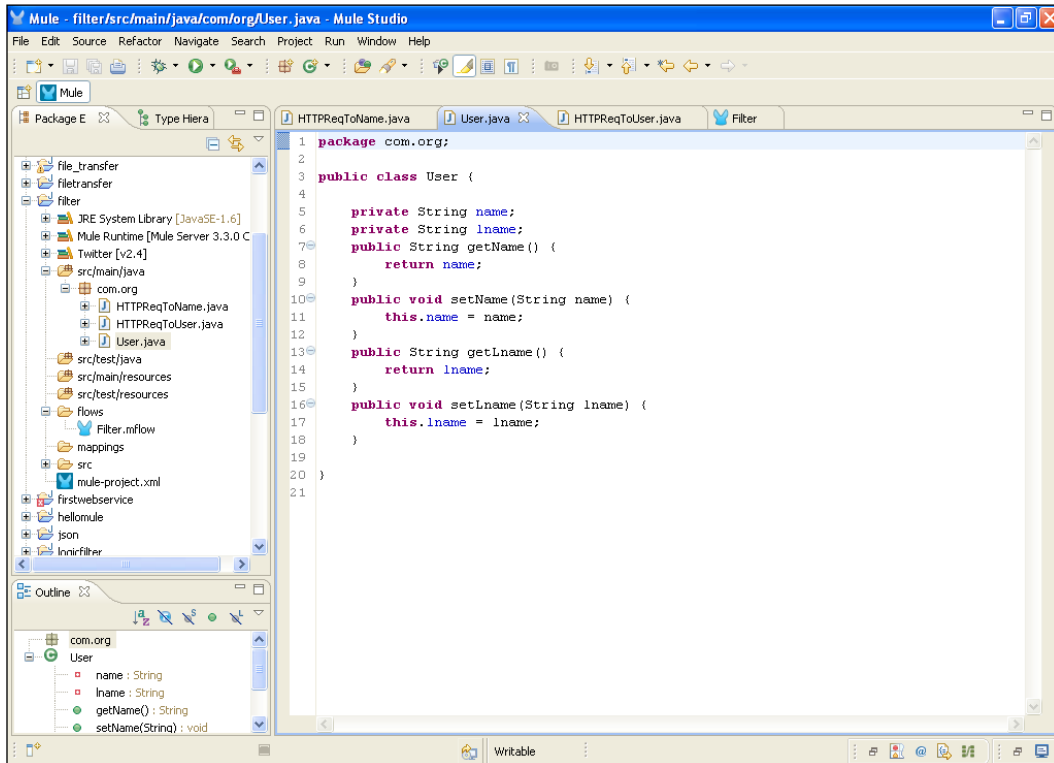 Mule - filter/src/main/java/com/org/User.java - Mule Studio
File Edit Source Refactor Navigate Search Project Run Window Help
Mule
Package E Type Hiera
file_transfer
filetransfer
filter
JRE System Library [JavaSE-1.6]
Mule Runtime [Mule Server 3.3.0 C
Twitter [v2.4]
src/main/java
com.org
HTTPReqToName.java
HTTPReqToUser.java
User.java
src/test/java
src/main/resources
src/test/resources
flows
Filter.mflow
mappings
src
mule-project.xml
firstwebservice
hellomule
json
logicfilter
Outline
com.org
User
name : String
lname : String
getName() : String
setName(String) : void
HTTPReqToName.java User.java HTTPReqToUser.java Filter
1 package com.org;
2
3 public class User {
4
5 private String name;
6 private String lname;
7 public String getName() {
8 return name;
9 }
10 public void setName(String name) {
11 this.name = name;
12 }
13 public String getLname() {
14 return lname;
15 }
16 public void setLname(String lname) {
17 this.lname = lname;
18 }
19
20 }
21
Writable